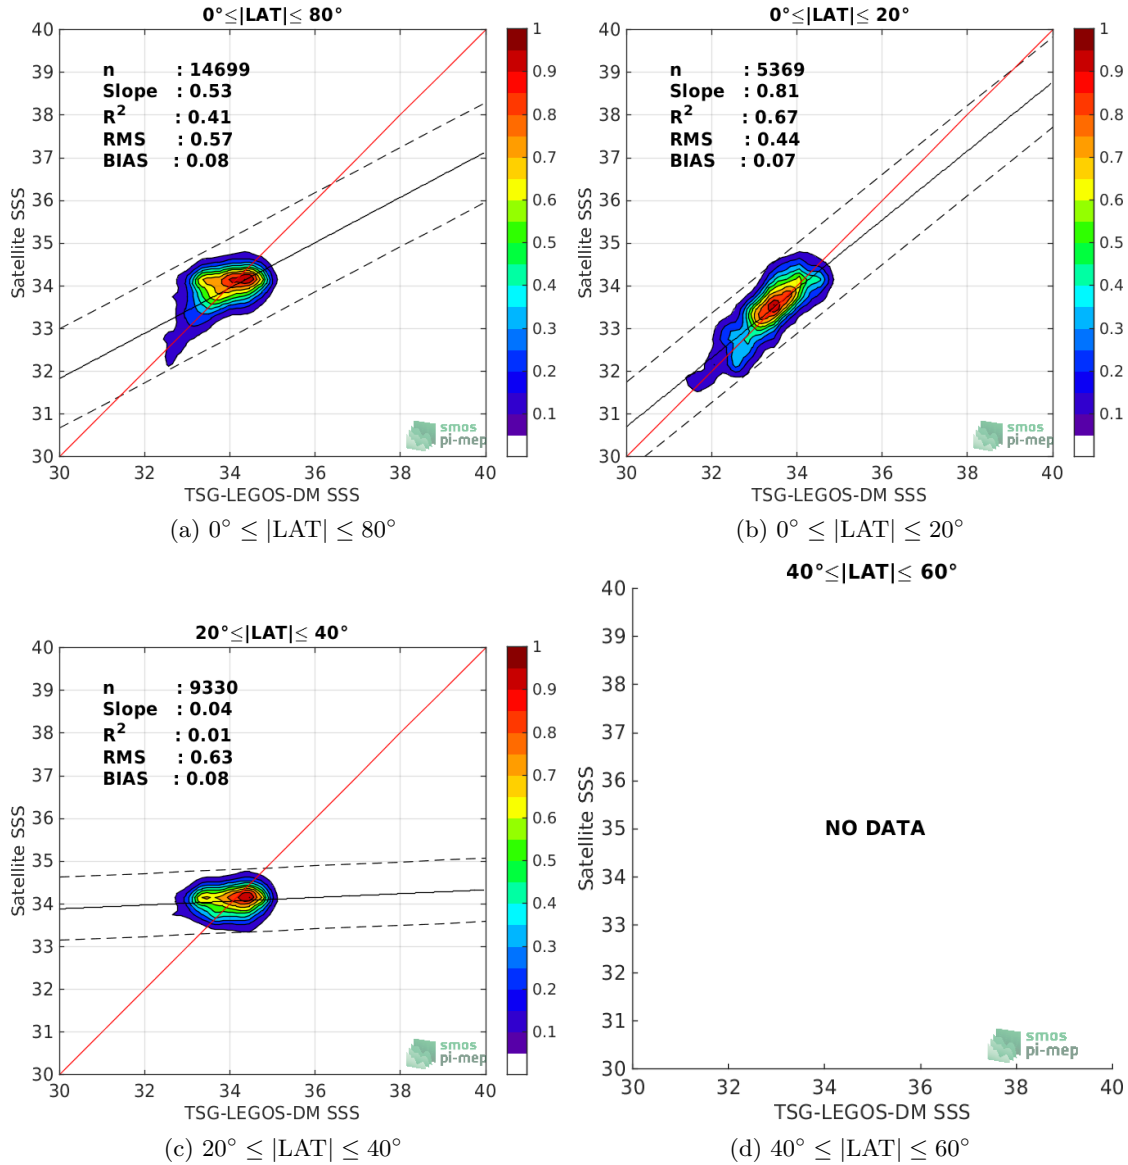 0°≤|LAT|≤ 80°
40
39
38
37
36
35
34
33
32
31
30
Satellite SSS
n : 14699
Slope : 0.53
R2 : 0.41
RMS : 0.57
BIAS : 0.08
smos
pi-mep
30 32 34 36 38 40
TSG-LEGOS-DM SSS
1
0.9
0.8
0.7
0.6
0.5
0.4
0.3
0.2
0.1
(a) 0° ≤ |LAT| ≤ 80°
0°≤|LAT|≤ 20°
40
39
38
37
36
35
34
33
32
31
30
Satellite SSS
n : 5369
Slope : 0.81
R2 : 0.67
RMS : 0.44
BIAS : 0.07
smos
pi-mep
30 32 34 36 38 40
TSG-LEGOS-DM SSS
1
0.9
0.8
0.7
0.6
0.5
0.4
0.3
0.2
0.1
(b) 0° ≤ |LAT| ≤ 20°
20°≤|LAT|≤ 40°
40
39
38
37
36
35
34
33
32
31
30
Satellite SSS
n : 9330
Slope : 0.04
R2 : 0.01
RMS : 0.63
BIAS : 0.08
smos
pi-mep
30 32 34 36 38 40
TSG-LEGOS-DM SSS
1
0.9
0.8
0.7
0.6
0.5
0.4
0.3
0.2
0.1
(c) 20° ≤ |LAT| ≤ 40°
40°≤|LAT|≤ 60°
40
39
38
37
36
35
34
33
32
31
30
Satellite SSS
NO DATA
smos
pi-mep
30 32 34 36 38 40
TSG-LEGOS-DM SSS
(d) 40° ≤ |LAT| ≤ 60°